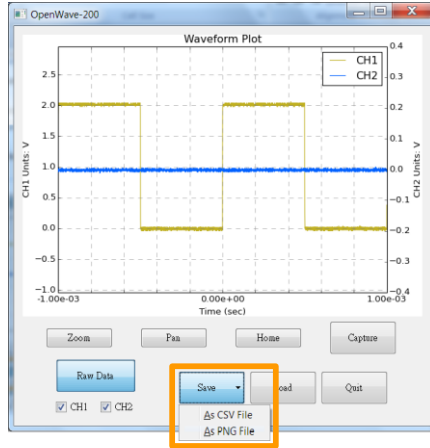 OpenWave-200
Waveform Plot
CH1
CH2
2.5
2.0
1.5
1.0
0.5
0.0
−0.5
−1.0
CH1 Units: V
0.4
0.3
0.2
0.1
0.0
−0.1
−0.2
−0.3
−0.4
CH2 Units: V
-1.00e-03 0.00e+00 1.00e-03
Time (sec)
Zoom Pan Home Capture
Raw Data Save oad Quit
CH1 CH2
As CSV File
As PNG File